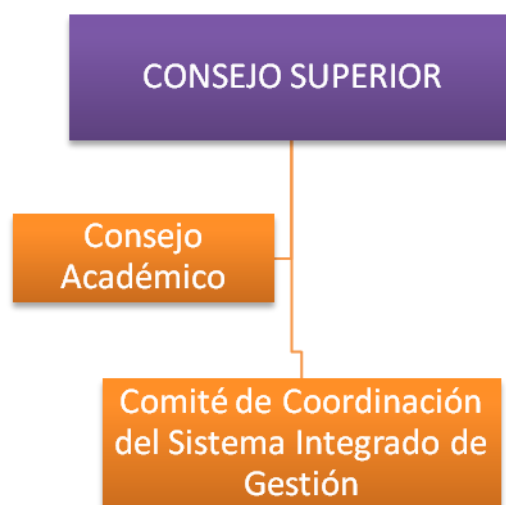 CONSEJO SUPERIOR
Consejo
Académico
Comité de Coordinación
del Sistema Integrado de
Gestión